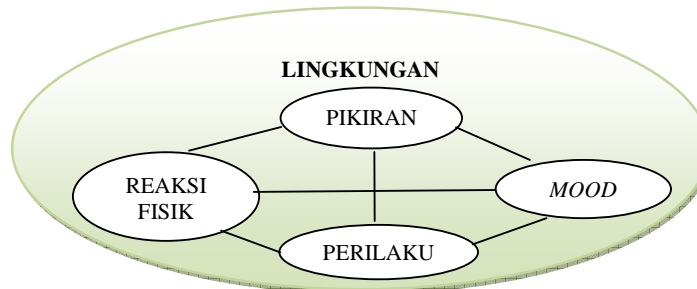 LINGKUNGAN
PIKIRAN
REAKSI
FISIK
MOOD
PERILAKU